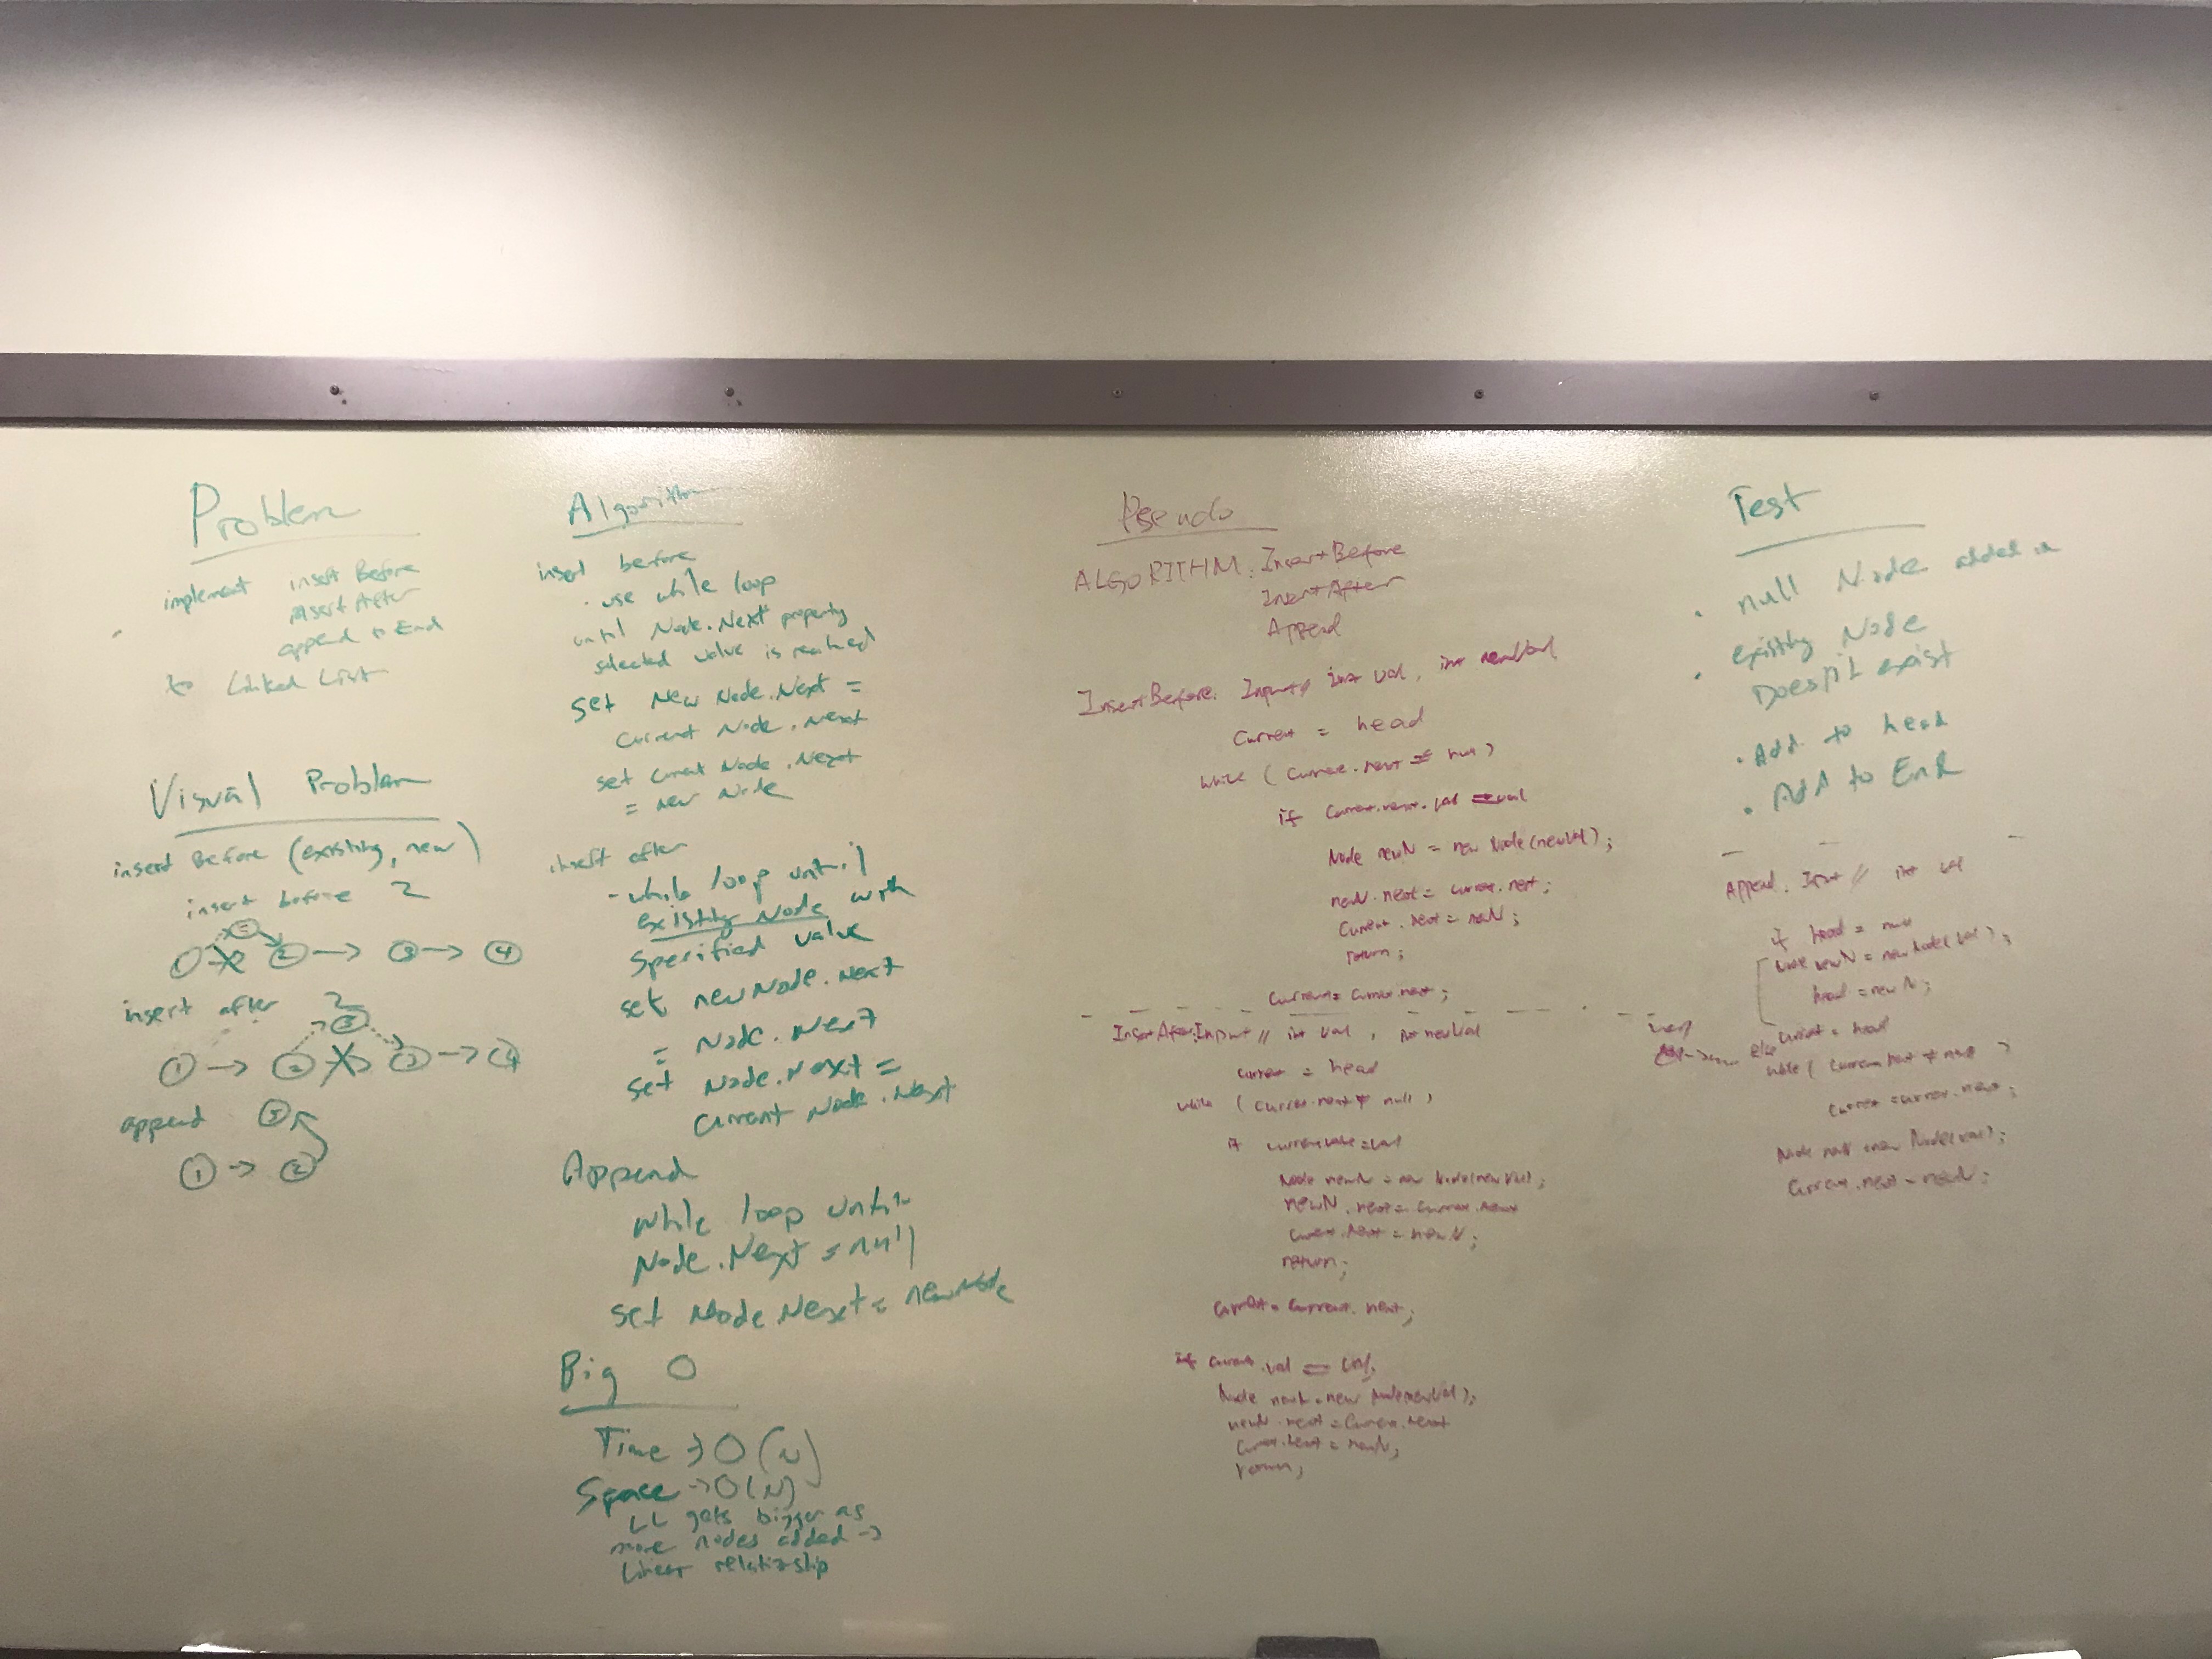 Problem
implement insert Before
insert After
append to End
to Linked List
Visual Problem
insert Before (existing, new)
insert before 2
1 5 2 → 3 → 4
insert after 2
5
1 → 2 3 → 4
append 5
1 → 2
Algorithm
insert before
· use while loop
until Node.Next property
selected value is reached
set New Node.Next =
Current Node.Next
set Current Node.Next
= new Node
insert after
- while loop until
existing Node with
Specified value
set newNode.Next
= Node.Next
set Node.Next =
Current Node.Next
Append
while loop until
Node.Next = null
set Node.Next = newNode
Big O
Time → O(N)
Space → O(N)
LL gets bigger as
more nodes added →
Linear relationship
Pseudo
ALGORITHM: InsertBefore
InsertAfter
Append
InsertBefore: Input // int val, int newVal
Current = head
while (Current.next ≠ null)
if Current.next.val == val
Node newN = new Node(newVal);
newN.next = Current.next;
Current.next = newN;
return;
Current = Current.next;
InsertAfter: Input // int val, int newVal
Current = head
while (Current.next ≠ null)
if Current.val = val
Node newN = new Node(newVal);
newN.next = Current.next
Current.next = newN;
return;
Current = Current.next;
if Current.val == val
Node newN = new Node(newVal);
newN.next = Current.next
Current.next = newN;
return;
Test
· null Node added
· existing Node
Doesn't exist
· Add to head
· Add to End
Append: Input // int val
if head = null
Node newN = new Node(val);
head = newN;
else Current = head
while (Current.next ≠ null)
Current = Current.next;
Node newN = new Node(val);
Current.next = newN;